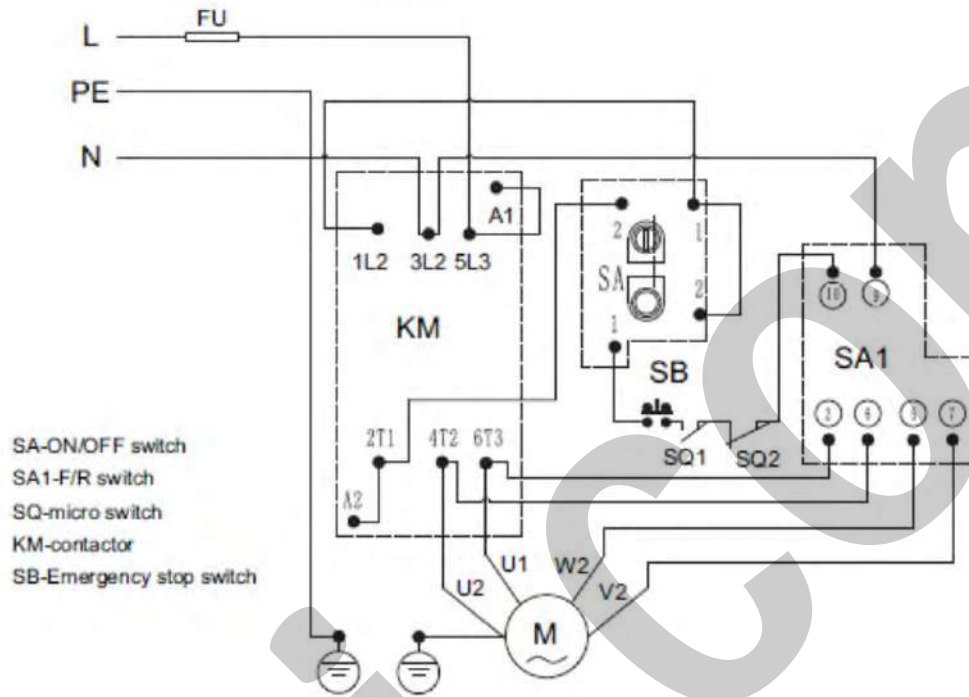 FU
L
PE
N
A1
1L2 3L2 5L3
KM
2 1
SA
2
1
SB
10 9
SA1
SQ1 SQ2
2T1 4T2 6T3
2 6 5 7
A2
U1 W2
U2 V2
M
SA-ON/OFF switch
SA1-F/R switch
SQ-micro switch
KM-contactor
SB-Emergency stop switch